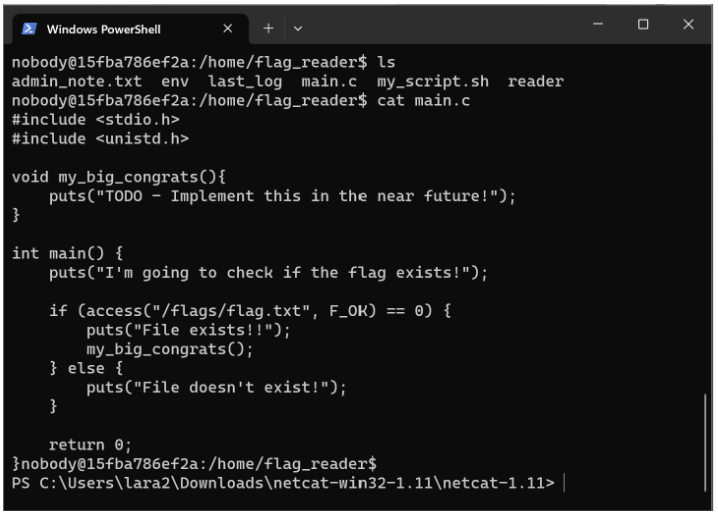 Windows PowerShell
nobody@15fba786ef2a:/home/flag_reader$ ls
admin_note.txt  env  last_log  main.c  my_script.sh  reader
nobody@15fba786ef2a:/home/flag_reader$ cat main.c
#include <stdio.h>
#include <unistd.h>

void my_big_congrats(){
    puts("TODO - Implement this in the near future!");
}

int main() {
    puts("I'm going to check if the flag exists!");

    if (access("/flags/flag.txt", F_OK) == 0) {
        puts("File exists!!");
        my_big_congrats();
    } else {
        puts("File doesn't exist!");
    }

    return 0;
}nobody@15fba786ef2a:/home/flag_reader$
PS C:\Users\lara2\Downloads\netcat-win32-1.11\netcat-1.11>